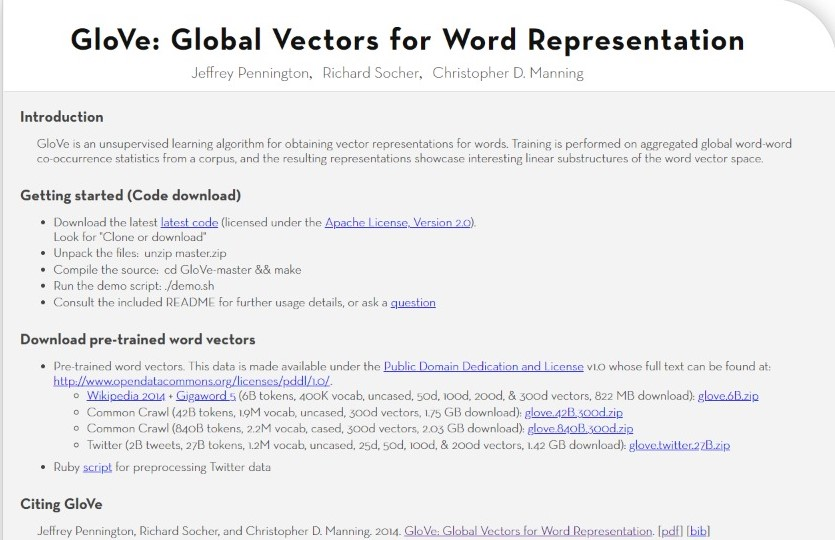 GloVe: Global Vectors for Word Representation
Jeffrey Pennington, Richard Socher, Christopher D. Manning
Introduction
GloVe is an unsupervised learning algorithm for obtaining vector representations for words. Training is performed on aggregated global word-word
co-occurrence statistics from a corpus, and the resulting representations showcase interesting linear substructures of the word vector space.
Getting started (Code download)
• Download the latest latest code (licensed under the Apache License, Version 2.0).
Look for "Clone or download"
• Unpack the files: unzip master.zip
• Compile the source: cd GloVe-master && make
• Run the demo script: ./demo.sh
• Consult the included README for further usage details, or ask a question
Download pre-trained word vectors
• Pre-trained word vectors. This data is made available under the Public Domain Dedication and License v1.0 whose full text can be found at:
http://www.opendatacommons.org/licenses/pddl/1.0/.
◦ Wikipedia 2014 + Gigaword 5 (6B tokens, 400K vocab, uncased, 50d, 100d, 200d, & 300d vectors, 822 MB download): glove.6B.zip
◦ Common Crawl (42B tokens, 1.9M vocab, uncased, 300d vectors, 1.75 GB download): glove.42B.300d.zip
◦ Common Crawl (840B tokens, 2.2M vocab, cased, 300d vectors, 2.03 GB download): glove.840B.300d.zip
◦ Twitter (2B tweets, 27B tokens, 1.2M vocab, uncased, 25d, 50d, 100d, & 200d vectors, 1.42 GB download): glove.twitter.27B.zip
• Ruby script for preprocessing Twitter data
Citing GloVe
Jeffrey Pennington, Richard Socher, and Christopher D. Manning. 2014. GloVe: Global Vectors for Word Representation. [pdf] [bib]